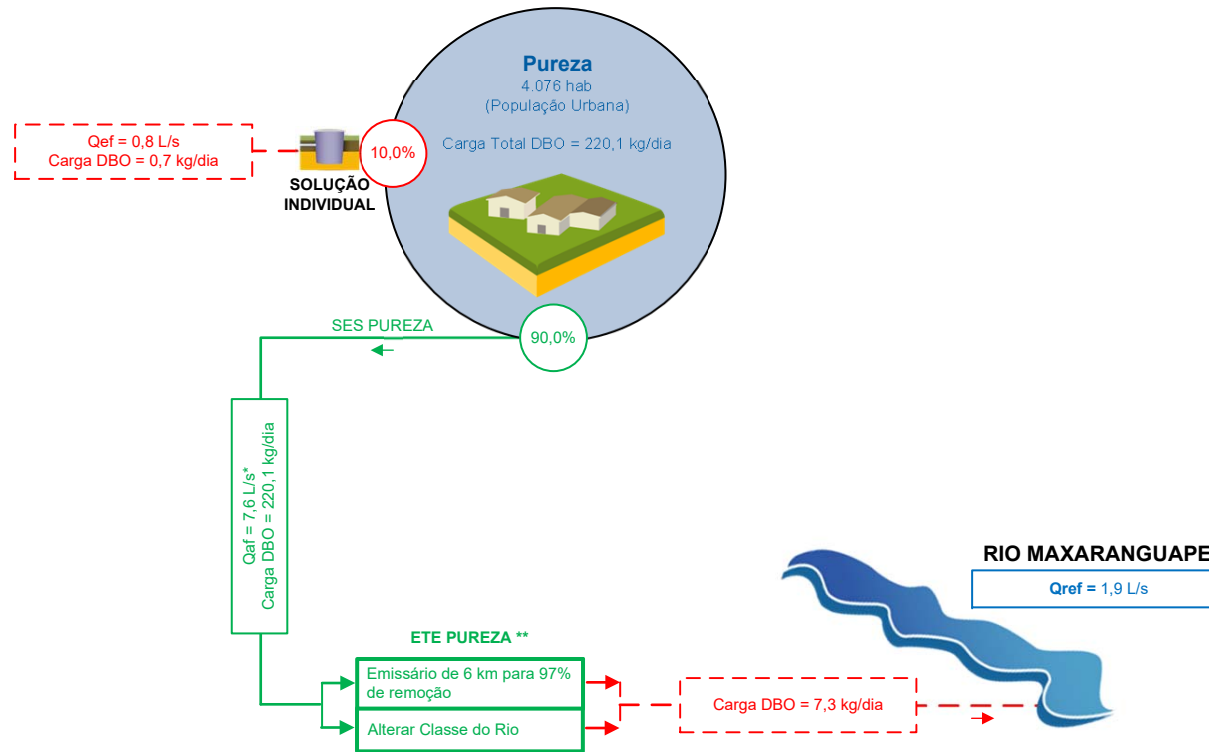 Pureza
4.076 hab
(População Urbana)
Carga Total DBO = 220,1 kg/dia
Qef = 0,8 L/s
Carga DBO = 0,7 kg/dia
10,0%
SOLUÇÃO
INDIVIDUAL
SES PUREZA
90,0%
Qaf = 7,6 L/s*
Carga DBO = 220,1 kg/dia
RIO MAXARANGUAPE
Qref = 1,9 L/s
ETE PUREZA **
Emissário de 6 km para 97%
de remoção
Alterar Classe do Rio
Carga DBO = 7,3 kg/dia